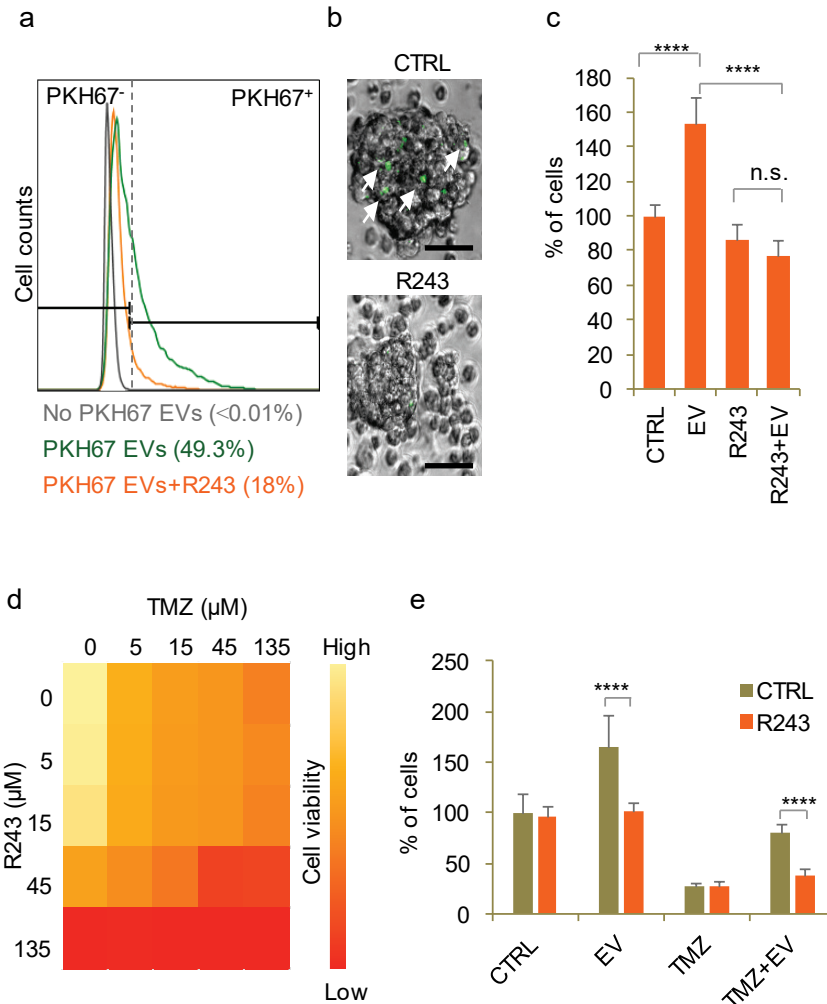 a
PKH67-
PKH67+
Cell counts
No PKH67 EVs (<0.01%)
PKH67 EVs (49.3%)
PKH67 EVs+R243 (18%)
b
CTRL
R243
c
% of cells
180
160
140
120
100
80
60
40
20
0
****
****
n.s.
CTRL
EV
R243
R243+EV
d
TMZ (µM)
0 5 15 45 135
R243 (µM)
0
5
15
45
135
High
Cell viability
Low
e
% of cells
250
200
150
100
50
0
****
****
CTRL
R243
CTRL
EV
TMZ
TMZ+EV